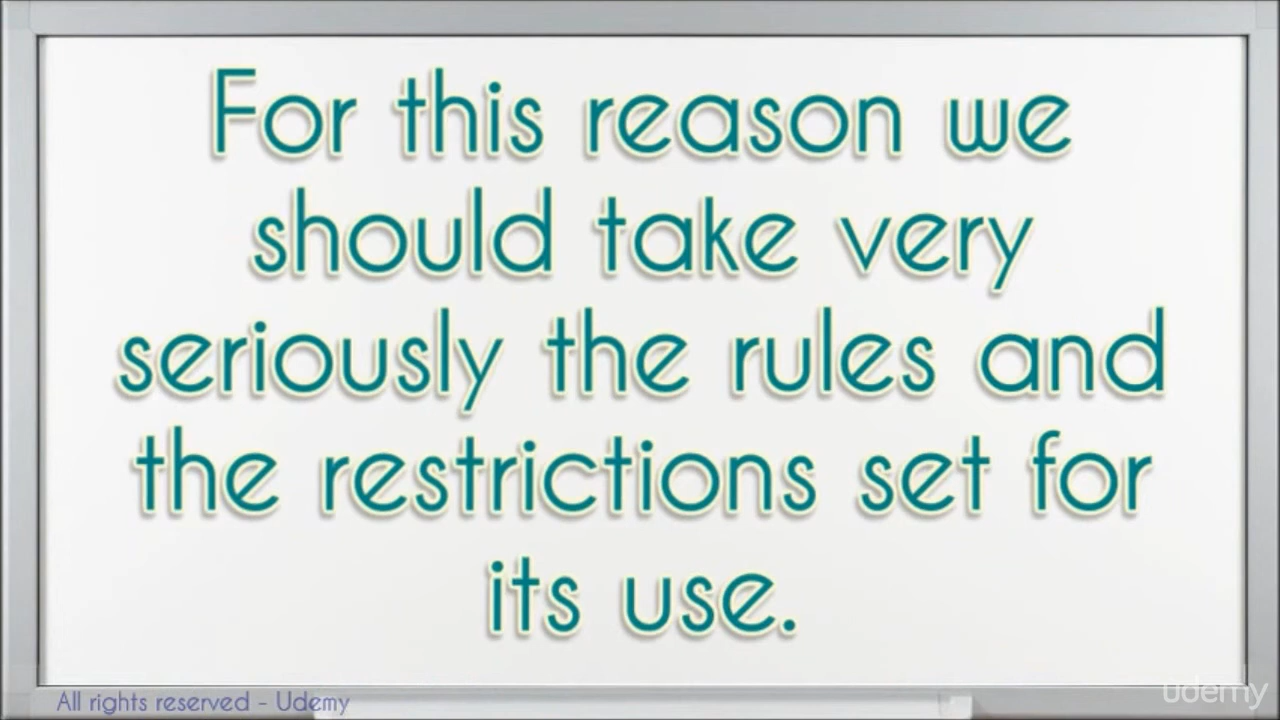 For this reason we
should take very
seriously the rules and
the restrictions set for
its use.
All rights reserved - Udemy
udemy